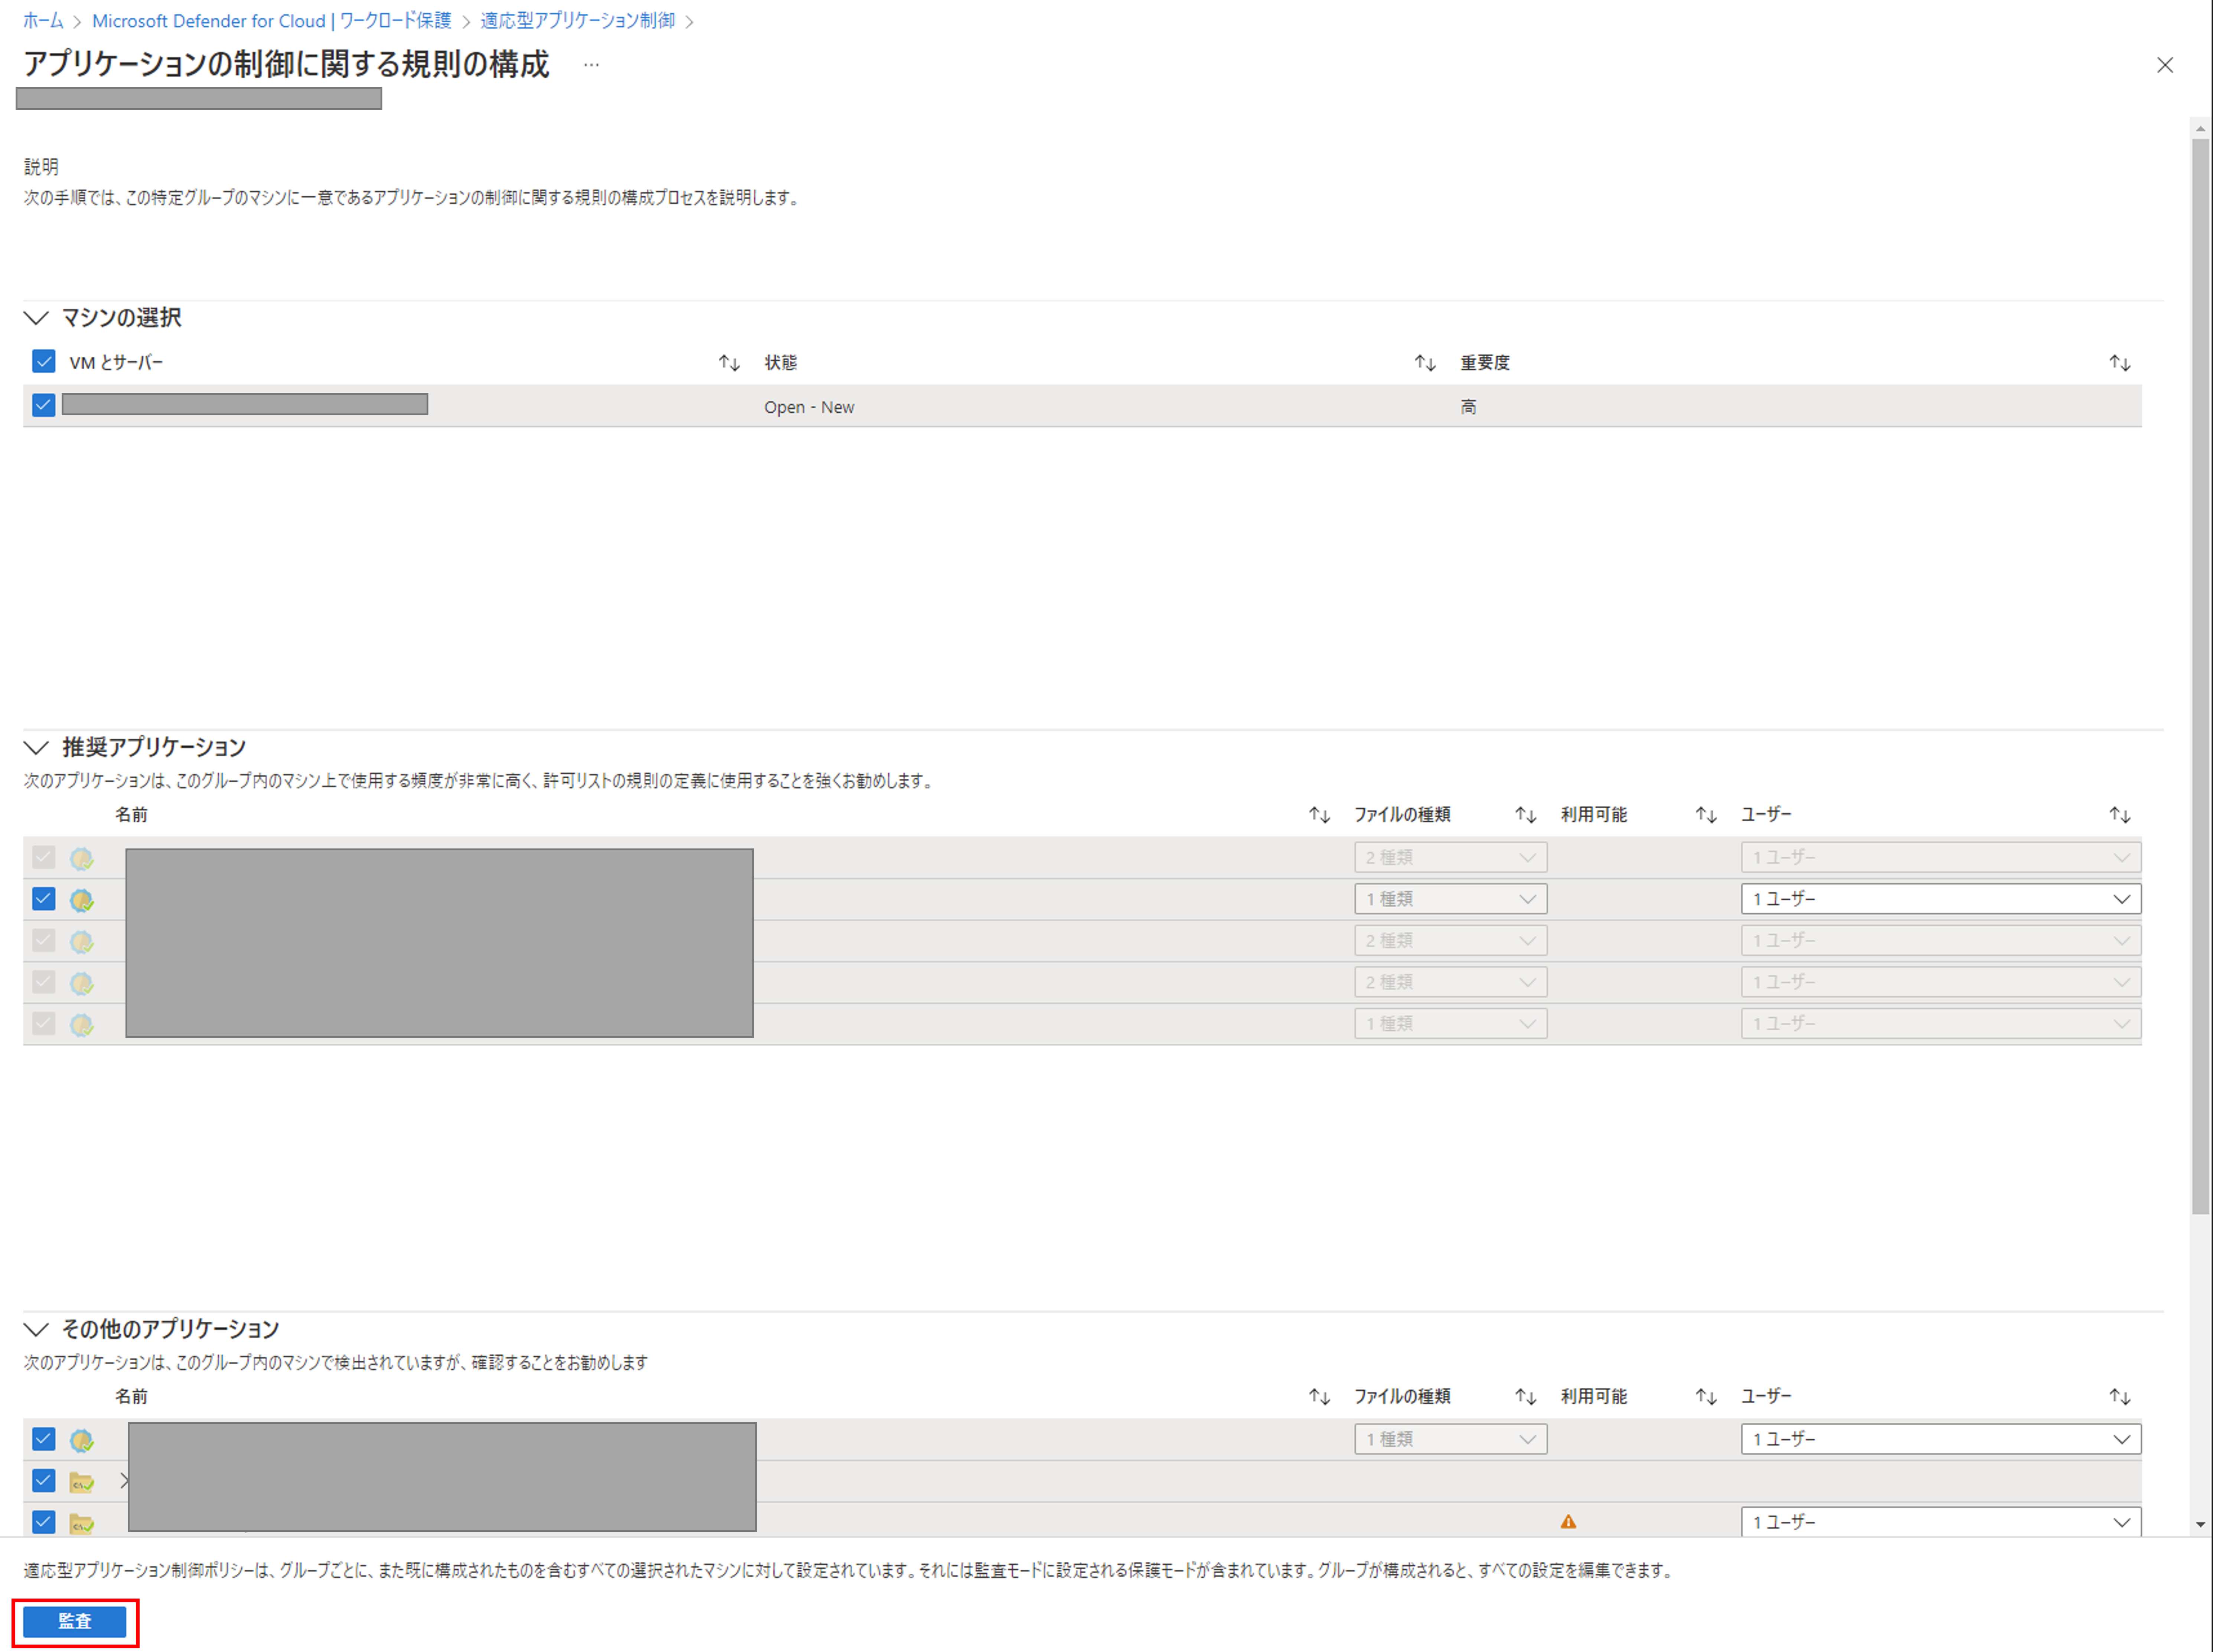 ホーム > Microsoft Defender for Cloud | ワークロード保護 > 適応型アプリケーション制御 >
アプリケーションの制御に関する規則の構成 …
説明
次の手順では、この特定グループのマシンに一意であるアプリケーションの制御に関する規則の構成プロセスを説明します。
マシンの選択
VM とサーバー 状態 重要度
Open - New 高
推奨アプリケーション
次のアプリケーションは、このグループ内のマシン上で使用する頻度が非常に高く、許可リストの規則の定義に使用することを強くお勧めします。
名前 ファイルの種類 利用可能 ユーザー
2 種類 1 ユーザー
1 種類 1 ユーザー
2 種類 1 ユーザー
2 種類 1 ユーザー
1 種類 1 ユーザー
その他のアプリケーション
次のアプリケーションは、このグループ内のマシンで検出されていますが、確認することをお勧めします
名前 ファイルの種類 利用可能 ユーザー
1 種類 1 ユーザー
1 ユーザー
適応型アプリケーション制御ポリシーは、グループごとに、また既に構成されたものを含むすべての選択されたマシンに対して設定されています。それには監査モードに設定される保護モードが含まれています。グループが構成されると、すべての設定を編集できます。
監査